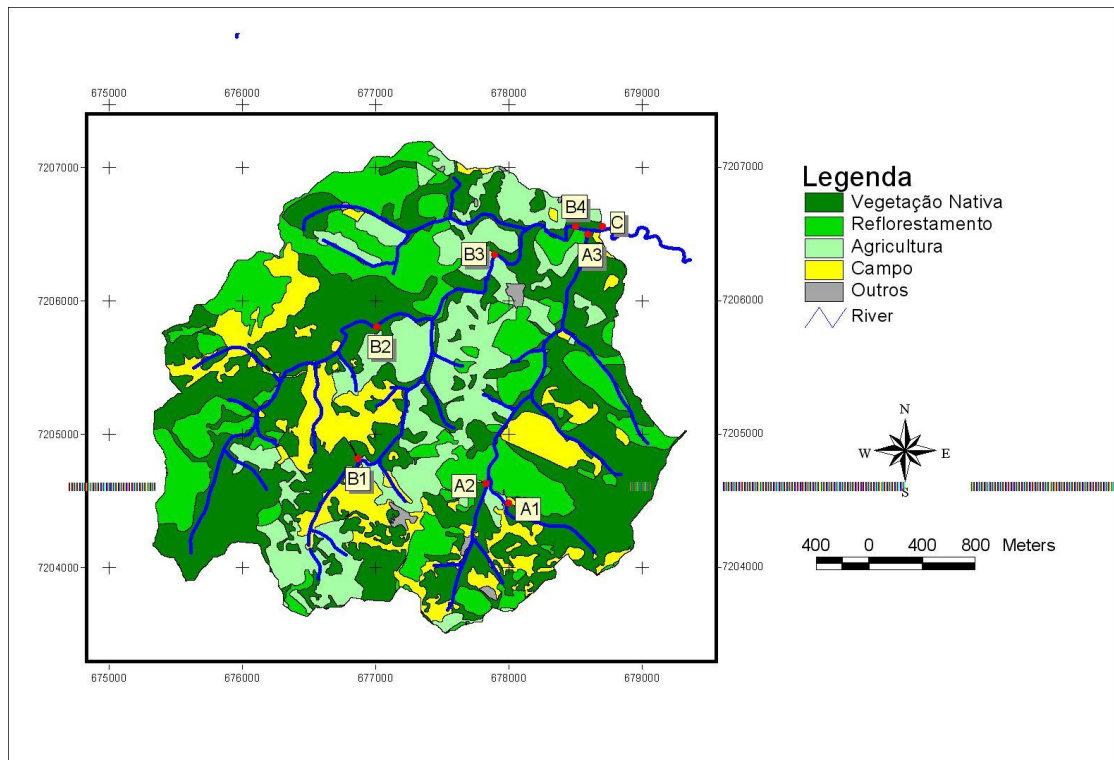 675000 676000 677000 678000 679000
7207000 7207000
Legenda
Vegetação Nativa
Reflorestamento
Agricultura
Campo
Outros
River
B4
C
B3
A3
7206000 7206000
B2
N
7205000 7205000
W E
B1
A2
S
A1
400 0 400 800 Meters
7204000 7204000
675000 676000 677000 678000 679000